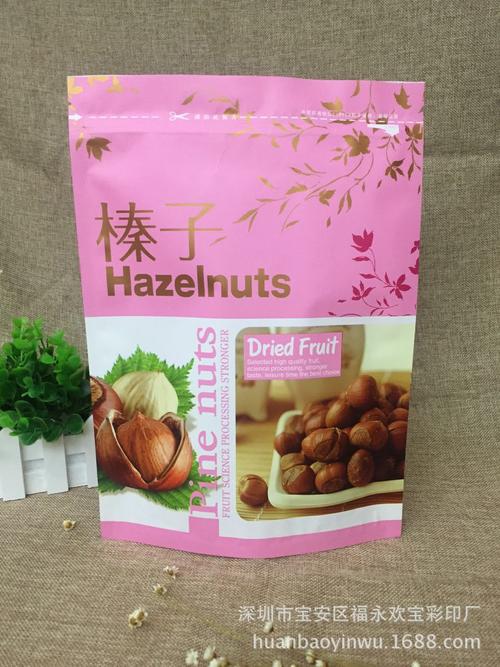 榛子
Hazelnuts
Pine nuts
FRUIT SCIENCE PROCESSING STRONGER
Dried Fruit
Selected high quality fruit,
science processing, stronger
taste, leisure time the best choice
深圳市宝安区福永欢宝彩印厂
huanbaoyinwu.1688.com